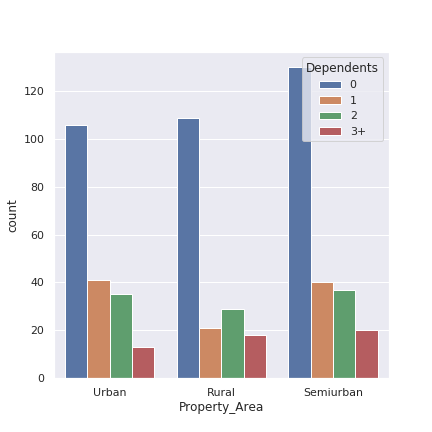 Dependents
0
1
2
3+
120
100
80
60
40
20
0
count
Urban
Rural
Semiurban
Property_Area